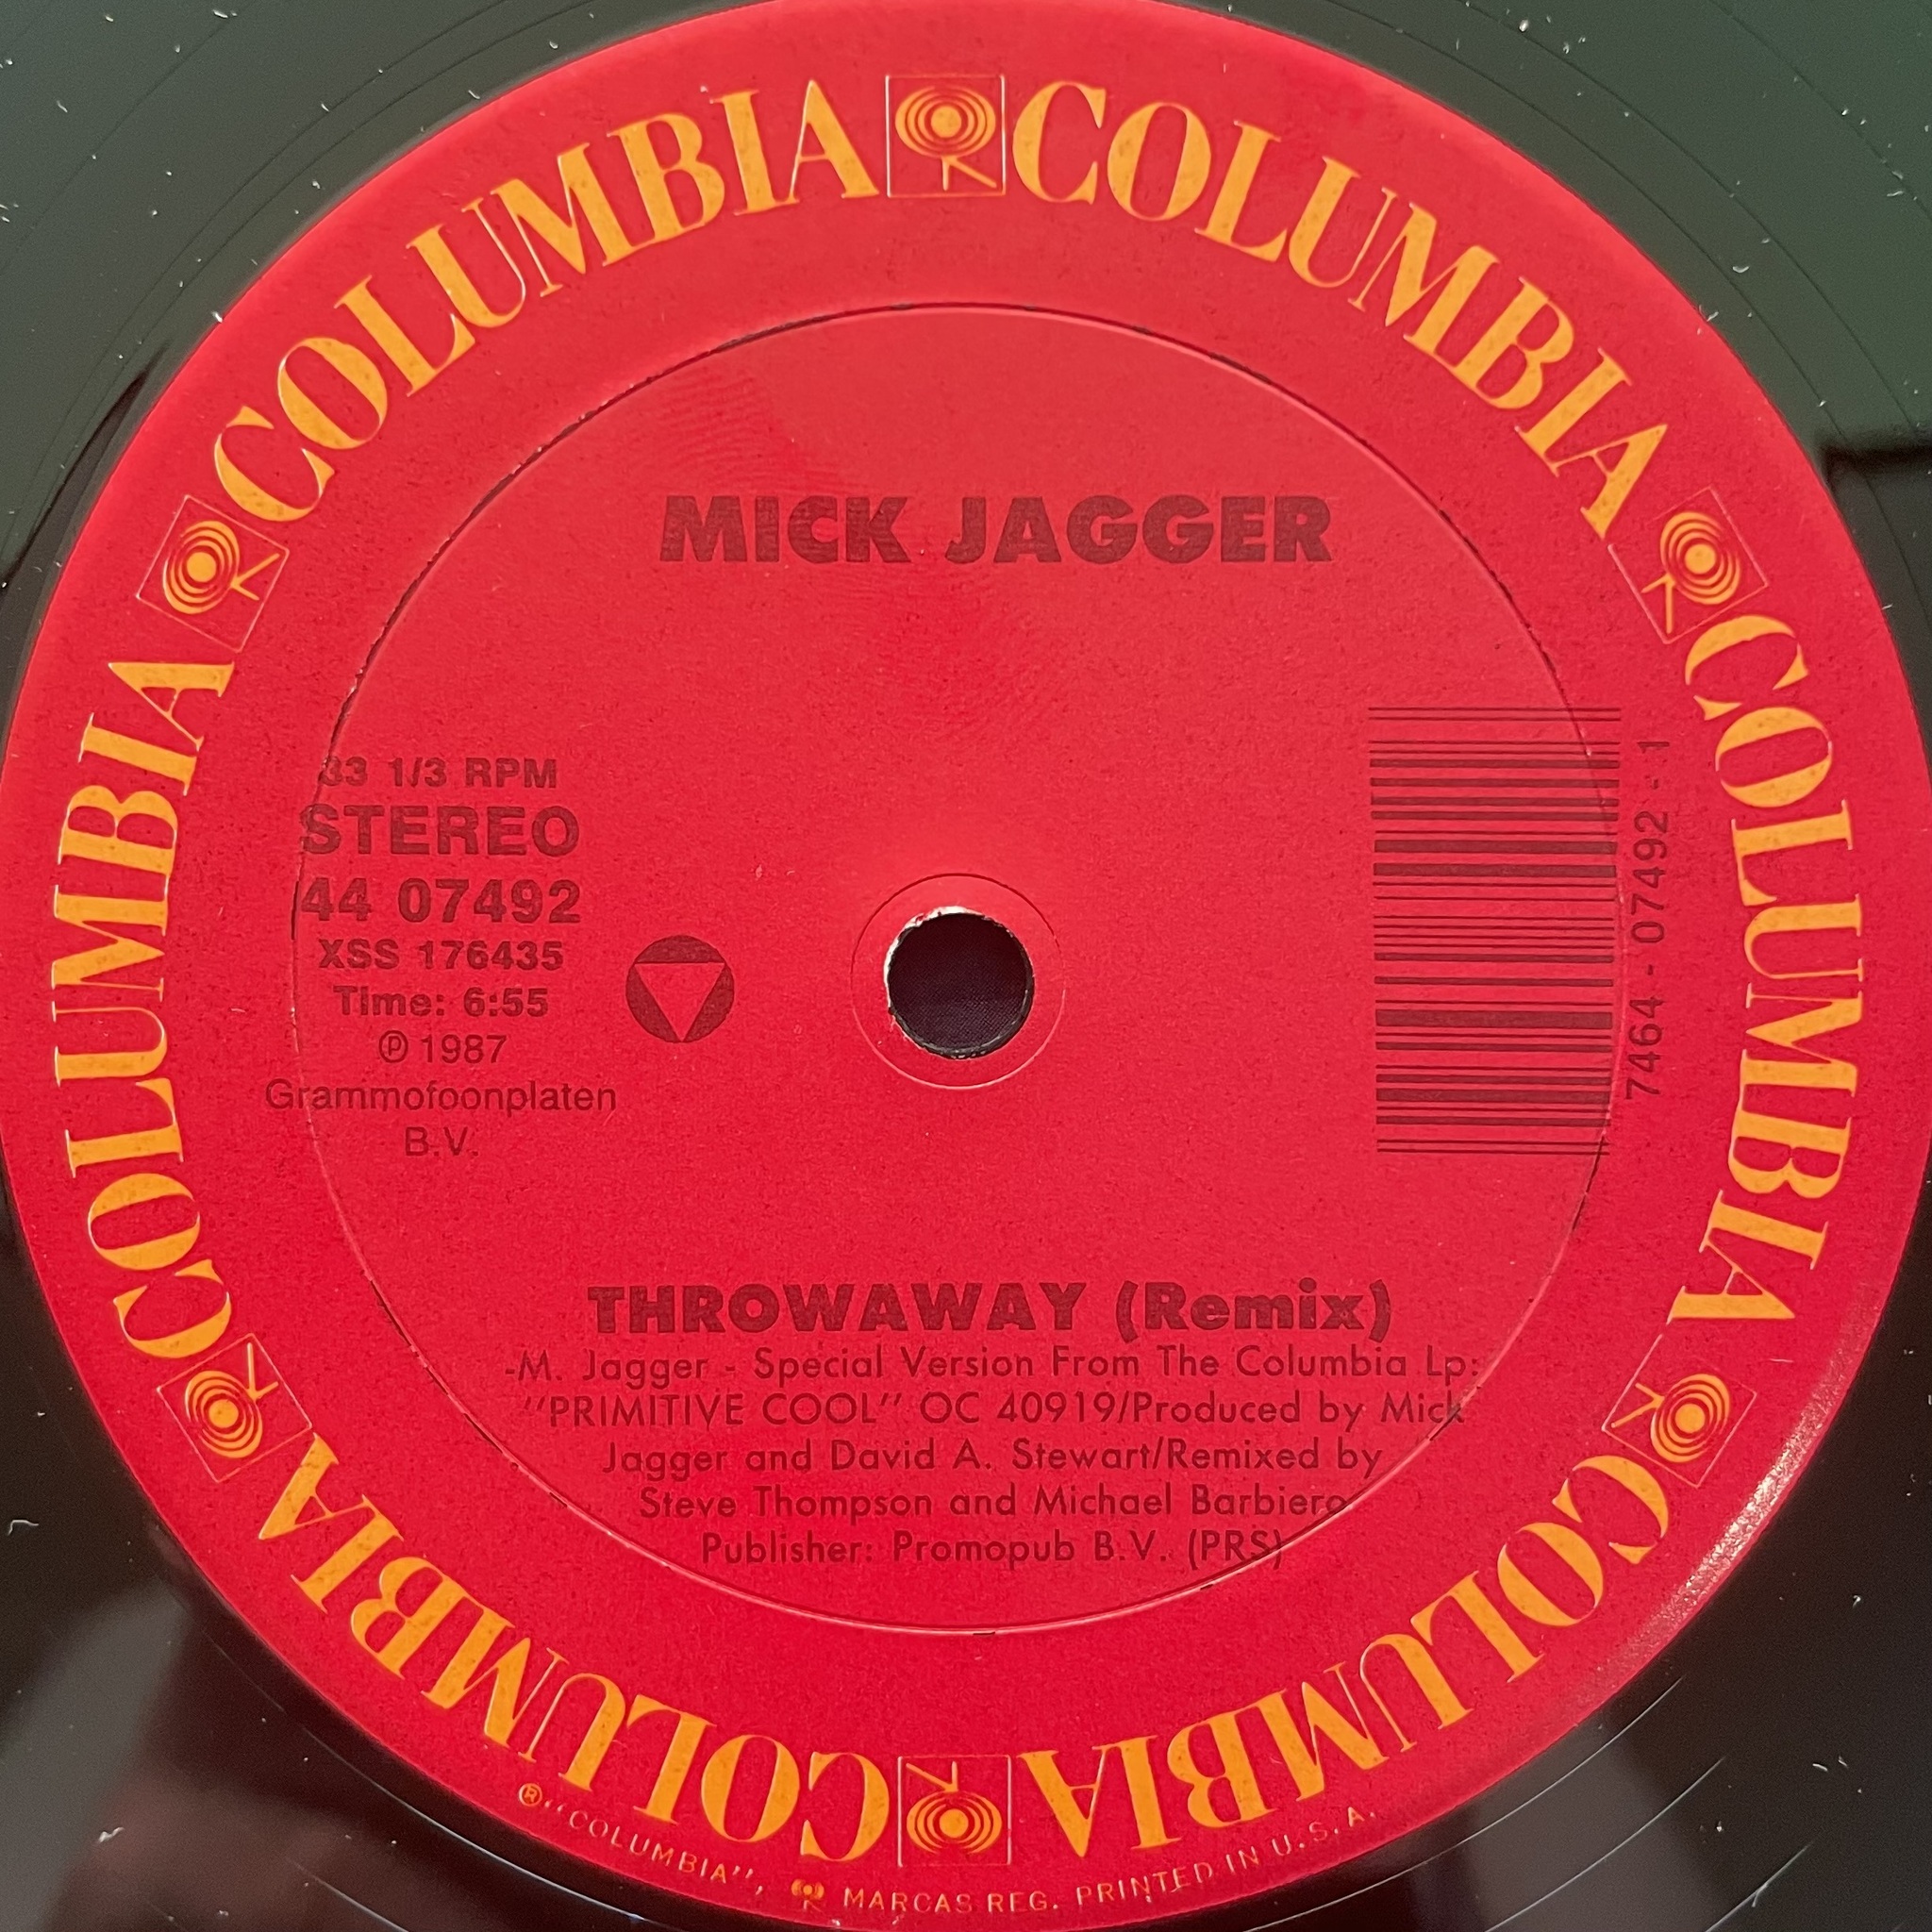 COLUMBIA COLUMBIA COLUMBIA COLUMBIA COLUMBIA COLUMBIA
MICK JAGGER
33 1/3 RPM
STEREO
44 07492
XSS 176435
Time: 6:55
℗ 1987
Grammofoonplaten
B.V.
7464 - 07492 - 1
THROWAWAY (Remix)
-M. Jagger - Special Version From The Columbia Lp:
"PRIMITIVE COOL" OC 40919/Produced by Mick
Jagger and David A. Stewart/Remixed by
Steve Thompson and Michael Barbiero
Publisher: Promopub B.V. (PRS)
® "COLUMBIA", MARCAS REG. PRINTED IN U.S.A.